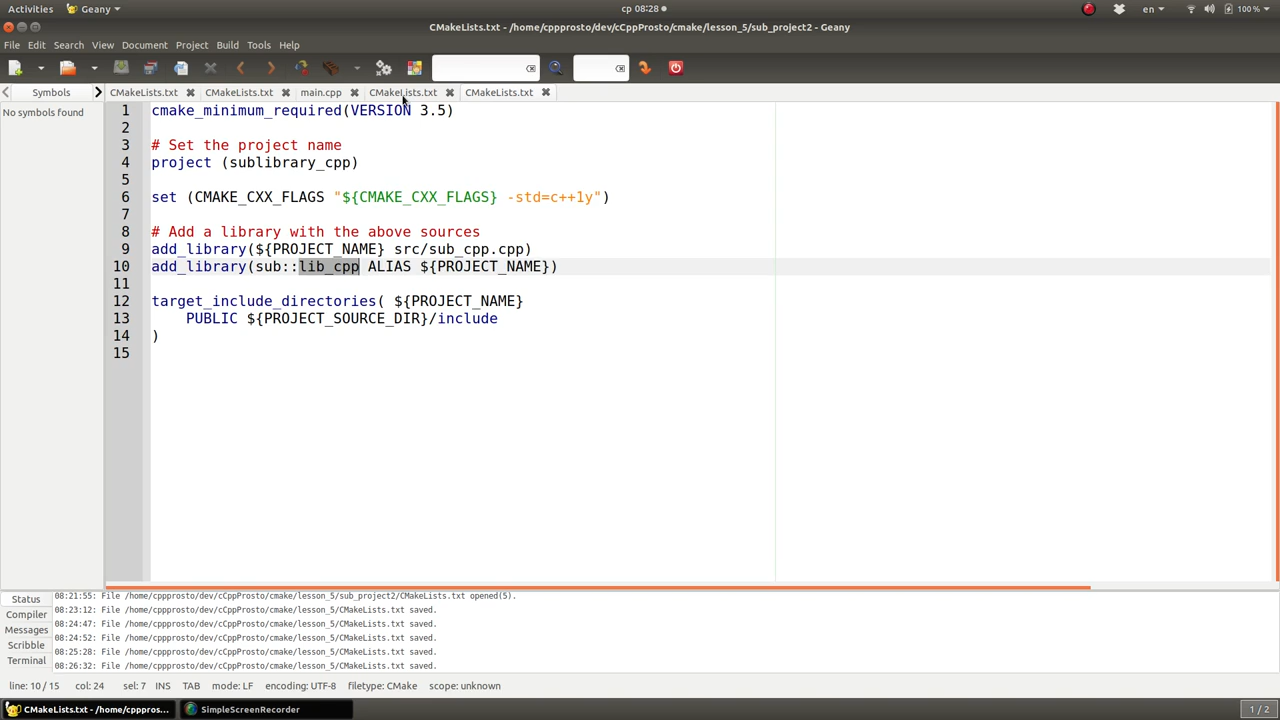 Activities Geany ср 08:28 en 100 %
CMakeLists.txt - /home/cppprosto/dev/cCppProsto/cmake/lesson_5/sub_project2 - Geany
File Edit Search View Document Project Build Tools Help
Symbols CMakeLists.txt CMakeLists.txt main.cpp CMakeLists.txt CMakeLists.txt
No symbols found
1 cmake_minimum_required(VERSION 3.5)
2
3 # Set the project name
4 project (sublibrary_cpp)
5
6 set (CMAKE_CXX_FLAGS "${CMAKE_CXX_FLAGS} -std=c++1y")
7
8 # Add a library with the above sources
9 add_library(${PROJECT_NAME} src/sub_cpp.cpp)
10 add_library(sub::lib_cpp ALIAS ${PROJECT_NAME})
11
12 target_include_directories( ${PROJECT_NAME}
13 PUBLIC ${PROJECT_SOURCE_DIR}/include
14 )
15
Status
Compiler
Messages
Scribble
Terminal
08:21:55: File /home/cppprosto/dev/cCppProsto/cmake/lesson_5/sub_project2/CMakeLists.txt opened(5).
08:23:12: File /home/cppprosto/dev/cCppProsto/cmake/lesson_5/CMakeLists.txt saved.
08:24:47: File /home/cppprosto/dev/cCppProsto/cmake/lesson_5/CMakeLists.txt saved.
08:24:52: File /home/cppprosto/dev/cCppProsto/cmake/lesson_5/CMakeLists.txt saved.
08:25:28: File /home/cppprosto/dev/cCppProsto/cmake/lesson_5/CMakeLists.txt saved.
08:26:32: File /home/cppprosto/dev/cCppProsto/cmake/lesson_5/CMakeLists.txt saved.
line: 10 / 15 col: 24 sel: 7 INS TAB mode: LF encoding: UTF-8 filetype: CMake scope: unknown
CMakeLists.txt - /home/cpppros... SimpleScreenRecorder 1 / 2